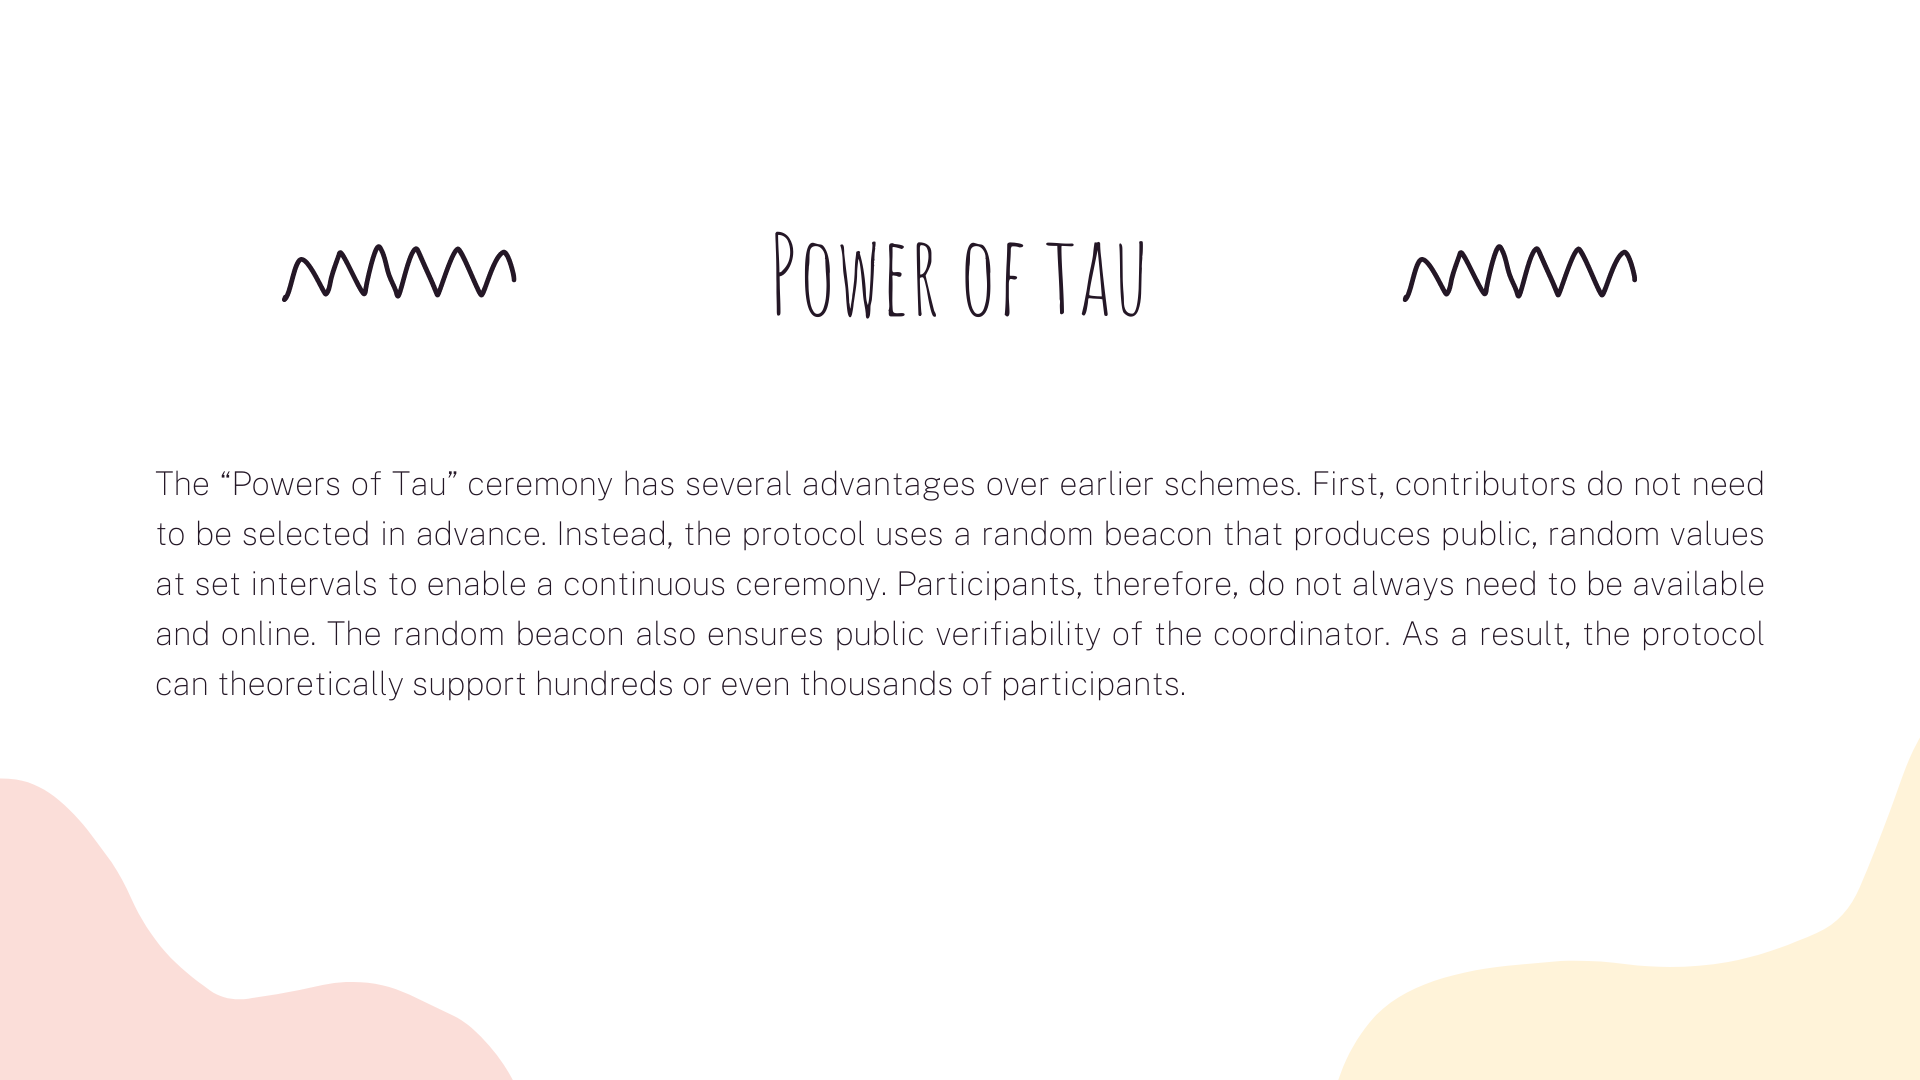 Power of tau
The “Powers of Tau” ceremony has several advantages over earlier schemes. First, contributors do not need
to be selected in advance. Instead, the protocol uses a random beacon that produces public, random values
at set intervals to enable a continuous ceremony. Participants, therefore, do not always need to be available
and online. The random beacon also ensures public verifiability of the coordinator. As a result, the protocol
can theoretically support hundreds or even thousands of participants.